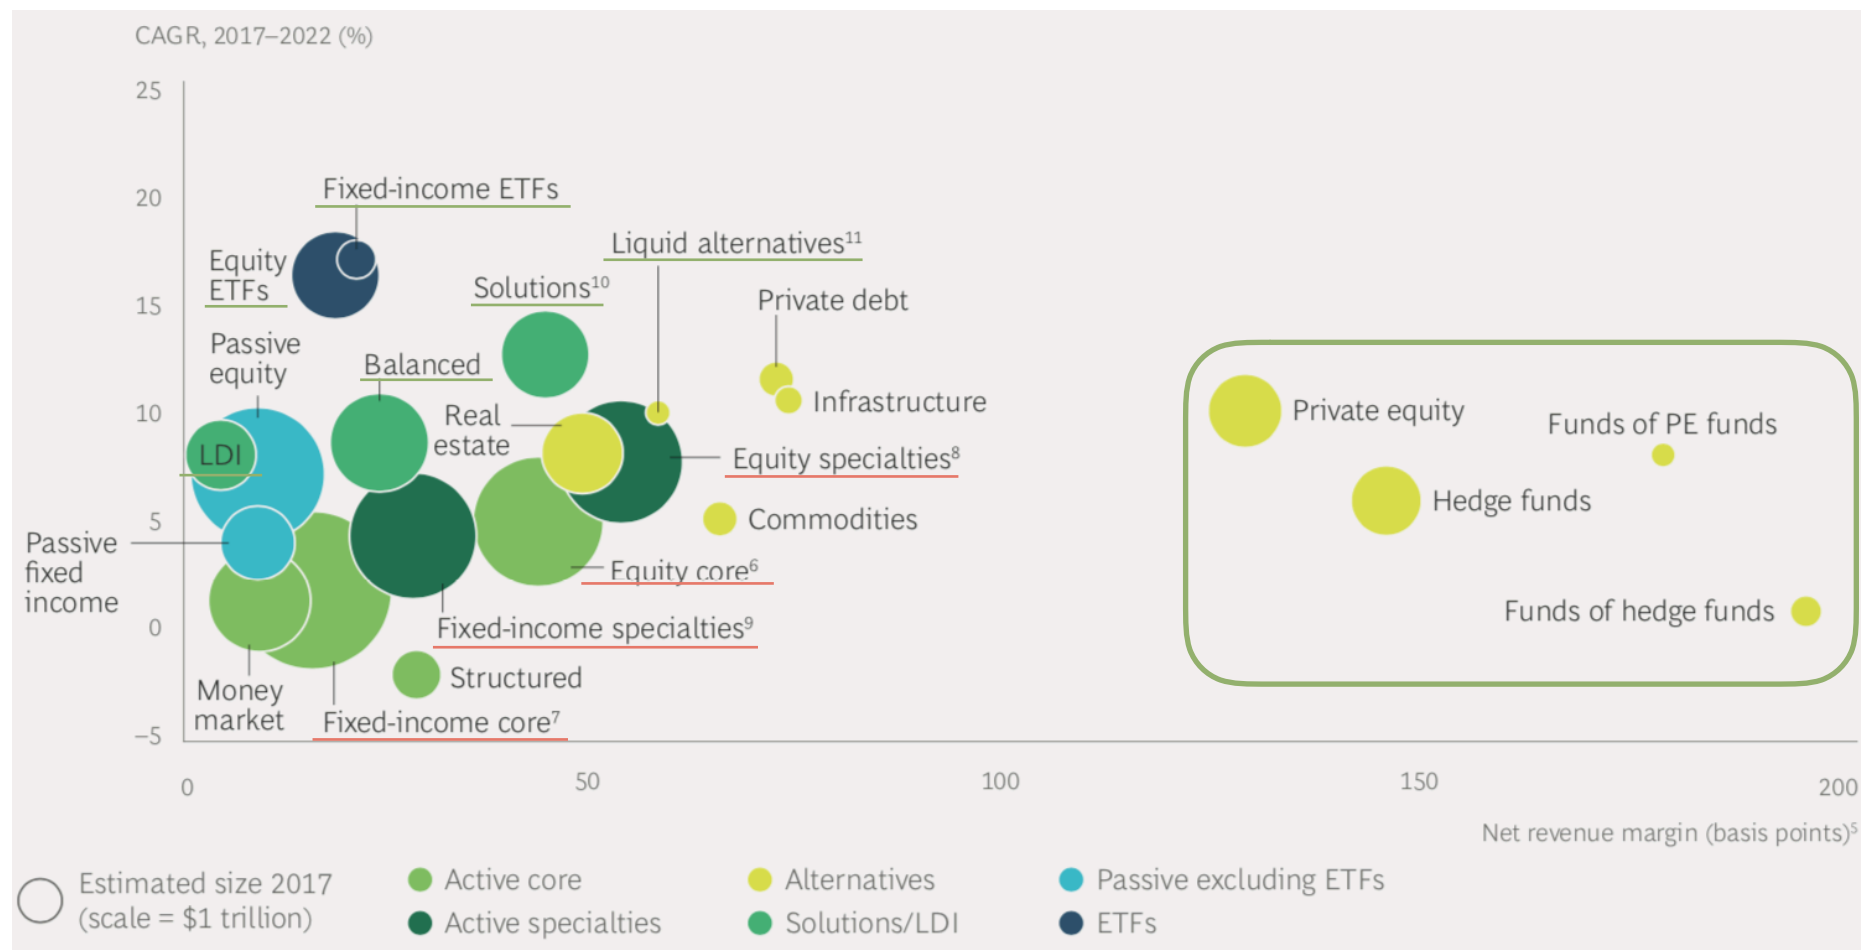 CAGR, 2017–2022 (%)
25
20
15
10
5
0
–5
Fixed-income ETFs
Equity
ETFs
Liquid alternatives¹¹
Solutions¹⁰
Private debt
Passive
equity
Balanced
Real
estate
Infrastructure
LDI
Equity specialties⁸
Commodities
Private equity
Funds of PE funds
Hedge funds
Funds of hedge funds
Passive
fixed
income
Equity core⁶
Fixed-income specialties⁹
Structured
Money
market
Fixed-income core⁷
0
50
100
150
200
Net revenue margin (basis points)⁵
Estimated size 2017
(scale = $1 trillion)
Active core
Alternatives
Passive excluding ETFs
Active specialties
Solutions/LDI
ETFs